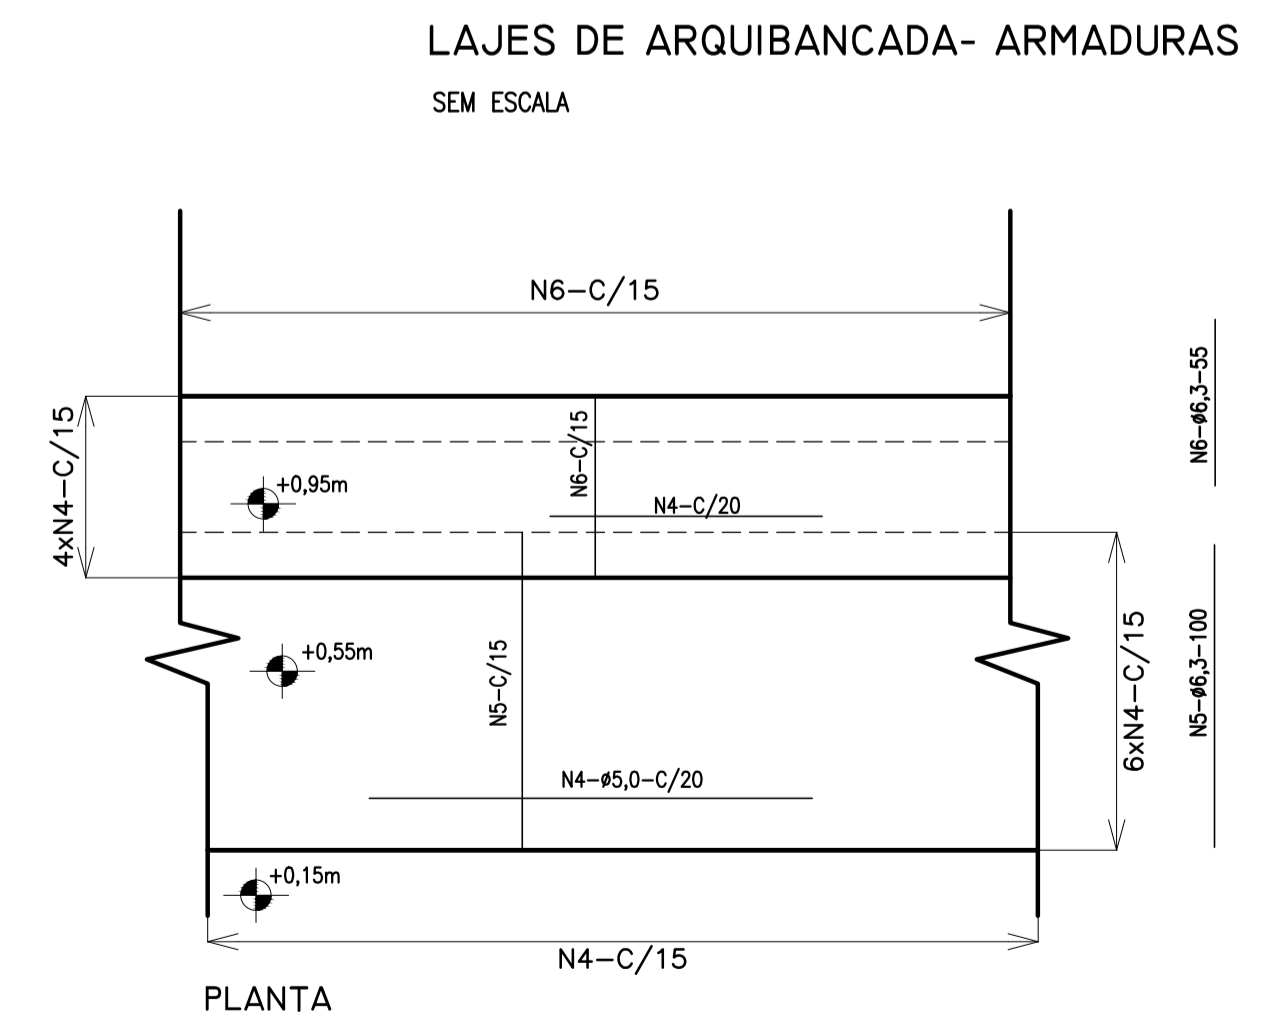 LAJES DE ARQUIBANCADA- ARMADURAS
SEM ESCALA
N6-C/15
4xN4-C/15
N6-C/15
N6-ø6,3-55
+0,95m
N4-C/20
+0,55m
N5-C/15
6xN4-C/15
N5-ø6,3-100
N4-ø5,0-C/20
+0,15m
N4-C/15
PLANTA